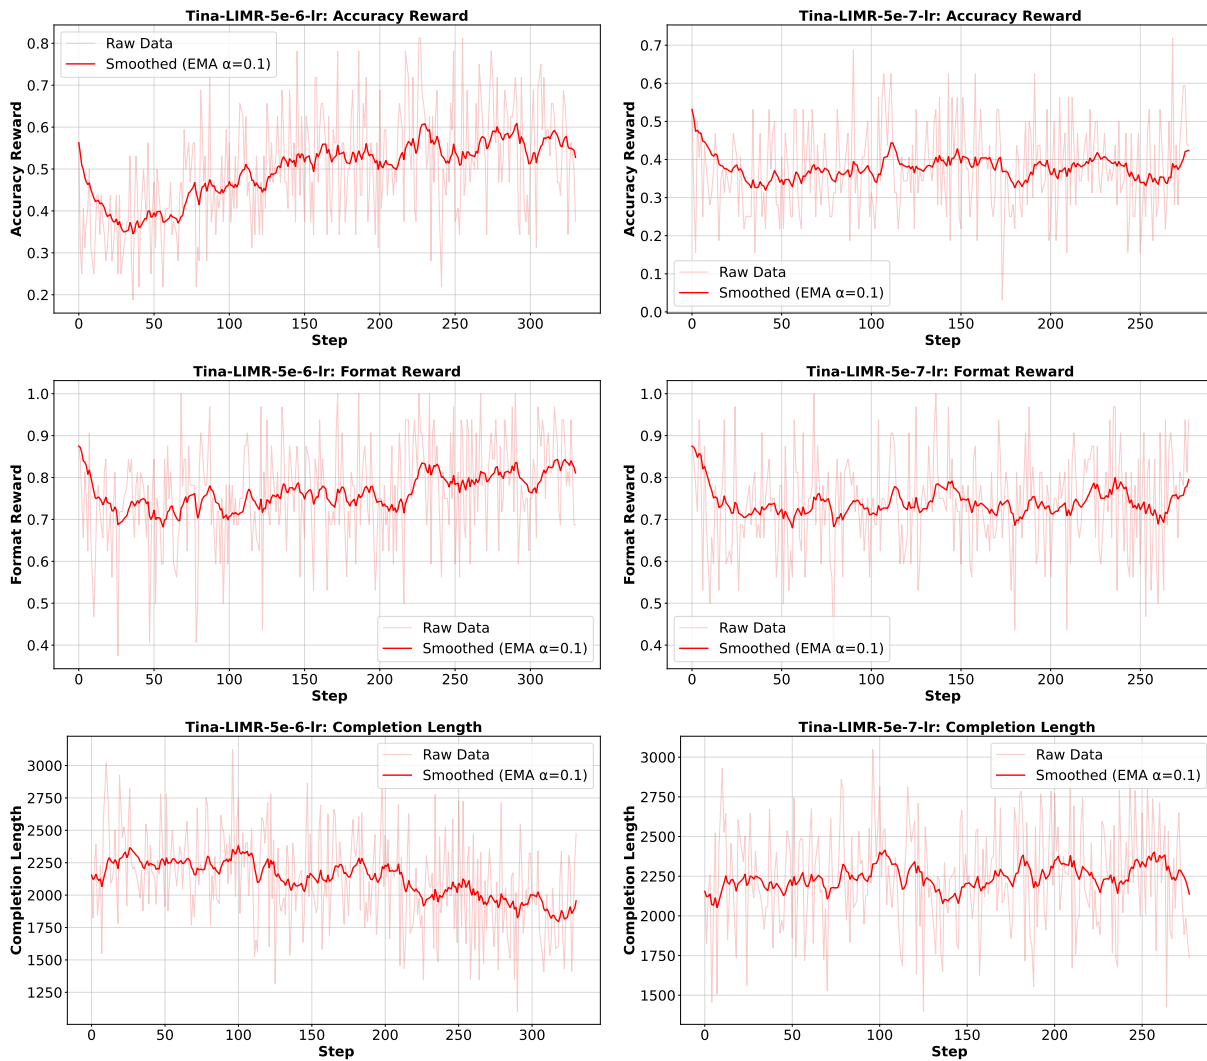 Tina-LIMR-5e-6-lr: Accuracy Reward
Accuracy Reward
0.8
0.7
0.6
0.5
0.4
0.3
0.2
Raw Data
Smoothed (EMA α=0.1)
0 50 100 150 200 250 300
Step
Tina-LIMR-5e-7-lr: Accuracy Reward
Accuracy Reward
0.7
0.6
0.5
0.4
0.3
0.2
0.1
0.0
Raw Data
Smoothed (EMA α=0.1)
0 50 100 150 200 250
Step
Tina-LIMR-5e-6-lr: Format Reward
Format Reward
1.0
0.9
0.8
0.7
0.6
0.5
0.4
Raw Data
Smoothed (EMA α=0.1)
0 50 100 150 200 250 300
Step
Tina-LIMR-5e-7-lr: Format Reward
Format Reward
1.0
0.9
0.8
0.7
0.6
0.5
0.4
Raw Data
Smoothed (EMA α=0.1)
0 50 100 150 200 250
Step
Tina-LIMR-5e-6-lr: Completion Length
Completion Length
3000
2750
2500
2250
2000
1750
1500
1250
Raw Data
Smoothed (EMA α=0.1)
0 50 100 150 200 250 300
Step
Tina-LIMR-5e-7-lr: Completion Length
Completion Length
3000
2750
2500
2250
2000
1750
1500
Raw Data
Smoothed (EMA α=0.1)
0 50 100 150 200 250
Step